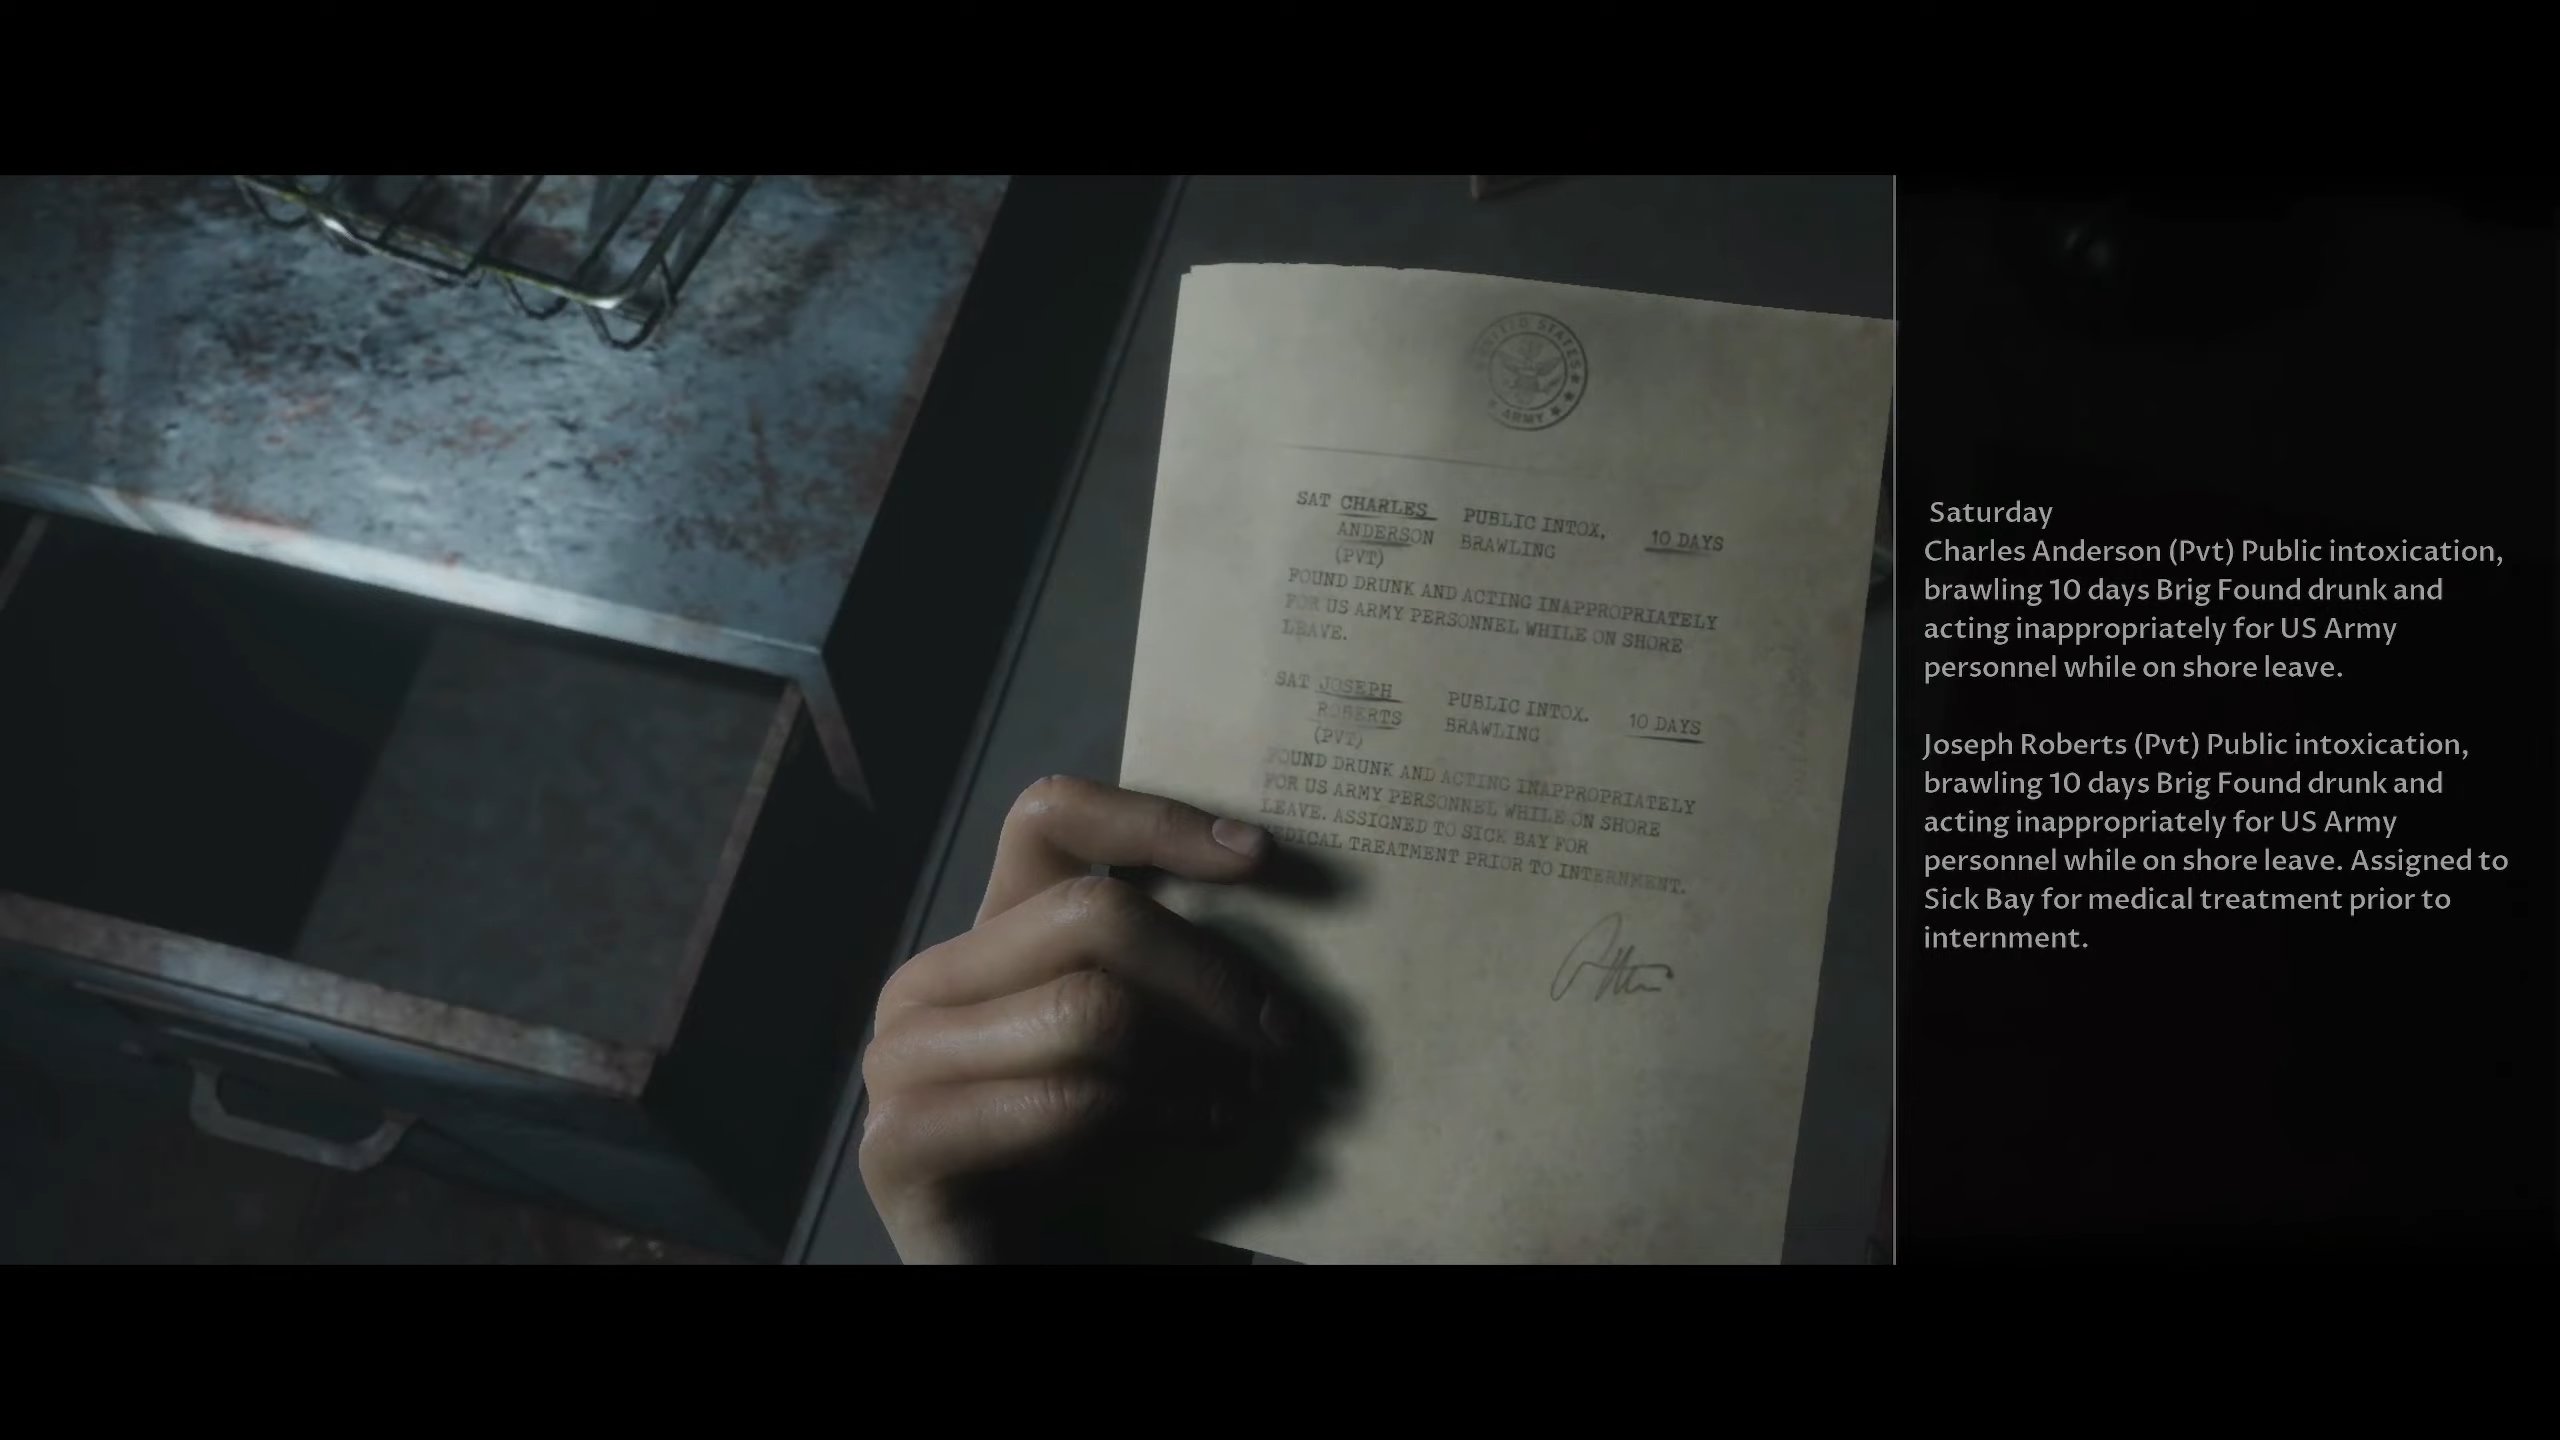 UNITED STATES
ARMY
SAT CHARLES PUBLIC INTOX, 10 DAYS
ANDERSON BRAWLING
(PVT)
FOUND DRUNK AND ACTING INAPPROPRIATELY
FOR US ARMY PERSONNEL WHILE ON SHORE
LEAVE.
SAT JOSEPH PUBLIC INTOX. 10 DAYS
ROBERTS BRAWLING
(PVT)
FOUND DRUNK AND ACTING INAPPROPRIATELY
FOR US ARMY PERSONNEL WHILE ON SHORE
LEAVE. ASSIGNED TO SICK BAY FOR
MEDICAL TREATMENT PRIOR TO INTERNMENT.
Saturday
Charles Anderson (Pvt) Public intoxication,
brawling 10 days Brig Found drunk and
acting inappropriately for US Army
personnel while on shore leave.
Joseph Roberts (Pvt) Public intoxication,
brawling 10 days Brig Found drunk and
acting inappropriately for US Army
personnel while on shore leave. Assigned to
Sick Bay for medical treatment prior to
internment.